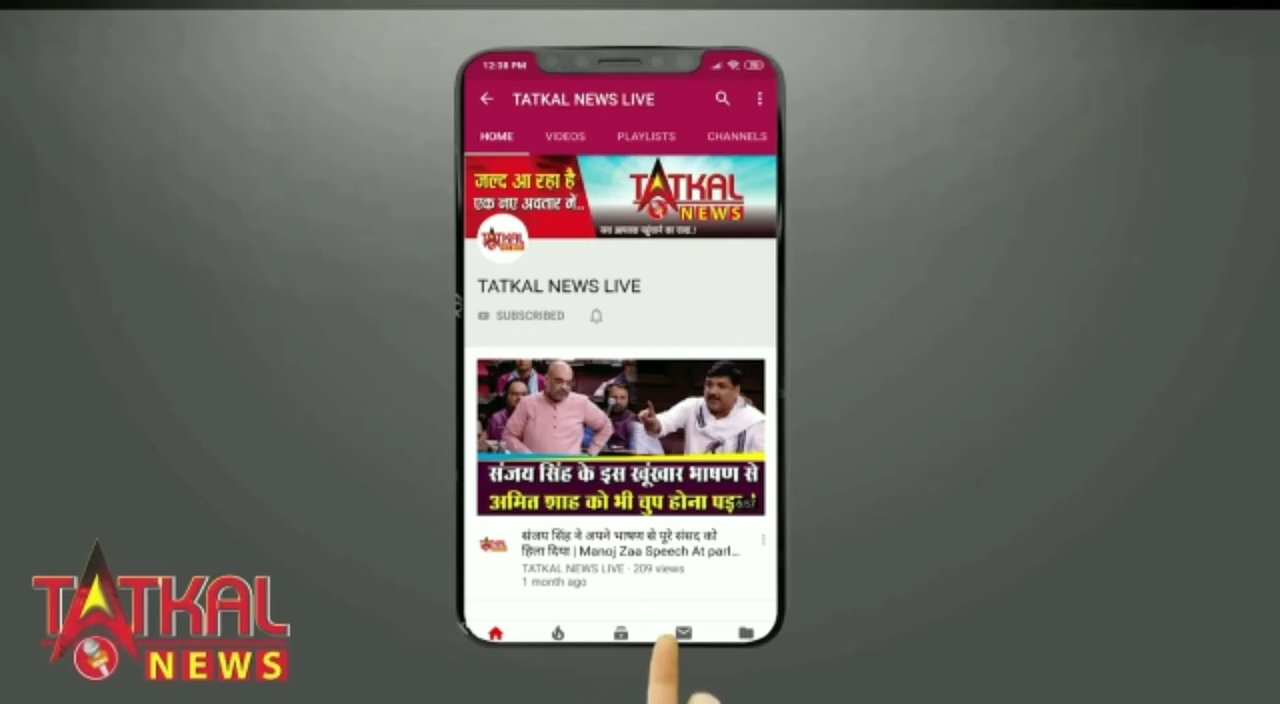 12:38 PM
TATKAL NEWS LIVE
HOME VIDEOS PLAYLISTS CHANNELS
जल्द आ रहा है
एक नए अवतार में...
TATKAL
NEWS
TATKAL
TATKAL NEWS LIVE
SUBSCRIBED
संजय सिंह के इस खूंखार भाषण से
अमित शाह को भी चुप होना
संजय सिंह ने अपने भाषण से पूरे संसद को
हिला दिया | Manoj Zaa Speech At parl...
TATKAL NEWS LIVE · 209 views
1 month ago
TATKAL
NEWS